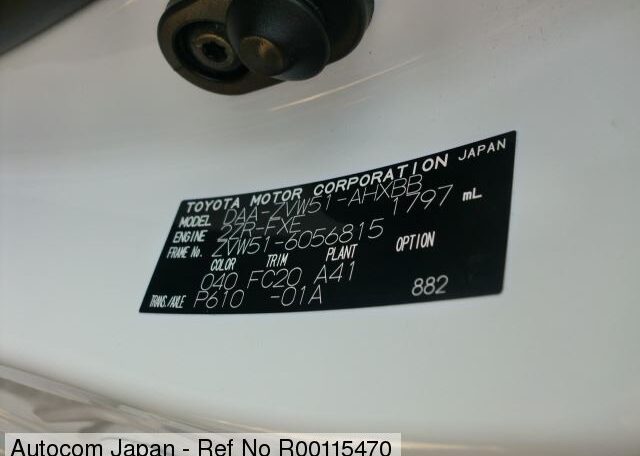 TOYOTA MOTOR CORPORATION JAPAN
MODEL DAA-ZVW51-AHXBB
ENGINE 2ZR-FXE 1797 mL
FRAME No. ZVW51-6056815
COLOR TRIM PLANT OPTION
040 FC20 A41
TRANS./AXLE P610 -01A 882
Autocom Japan - Ref No R00115470